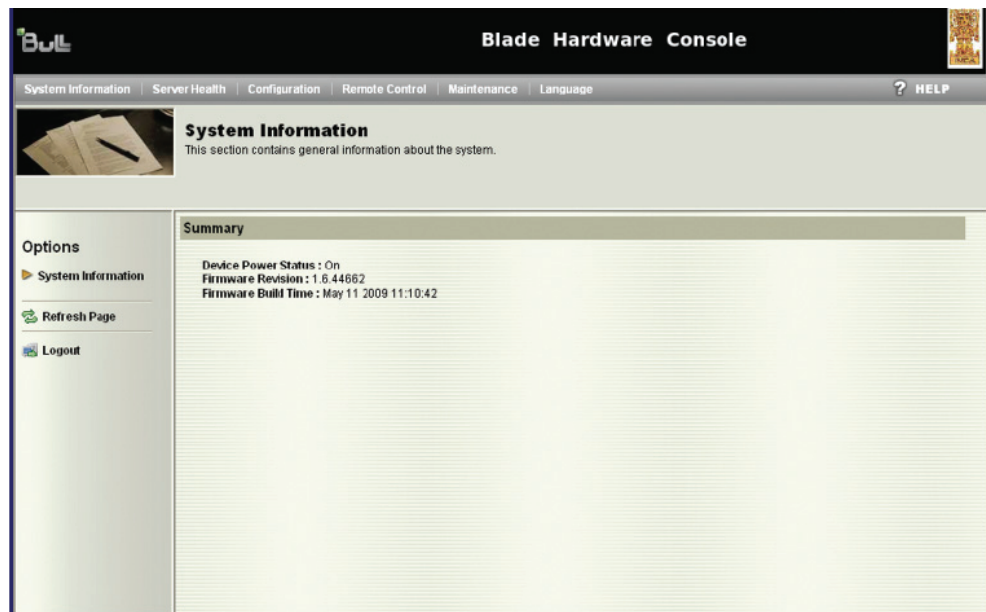 Bull
Blade Hardware Console
INCA
System Information | Server Health | Configuration | Remote Control | Maintenance | Language
? HELP
System Information
This section contains general information about the system.
Options
System Information
Refresh Page
Logout
Summary
Device Power Status : On
Firmware Revision : 1.6.44662
Firmware Build Time : May 11 2009 11:10:42